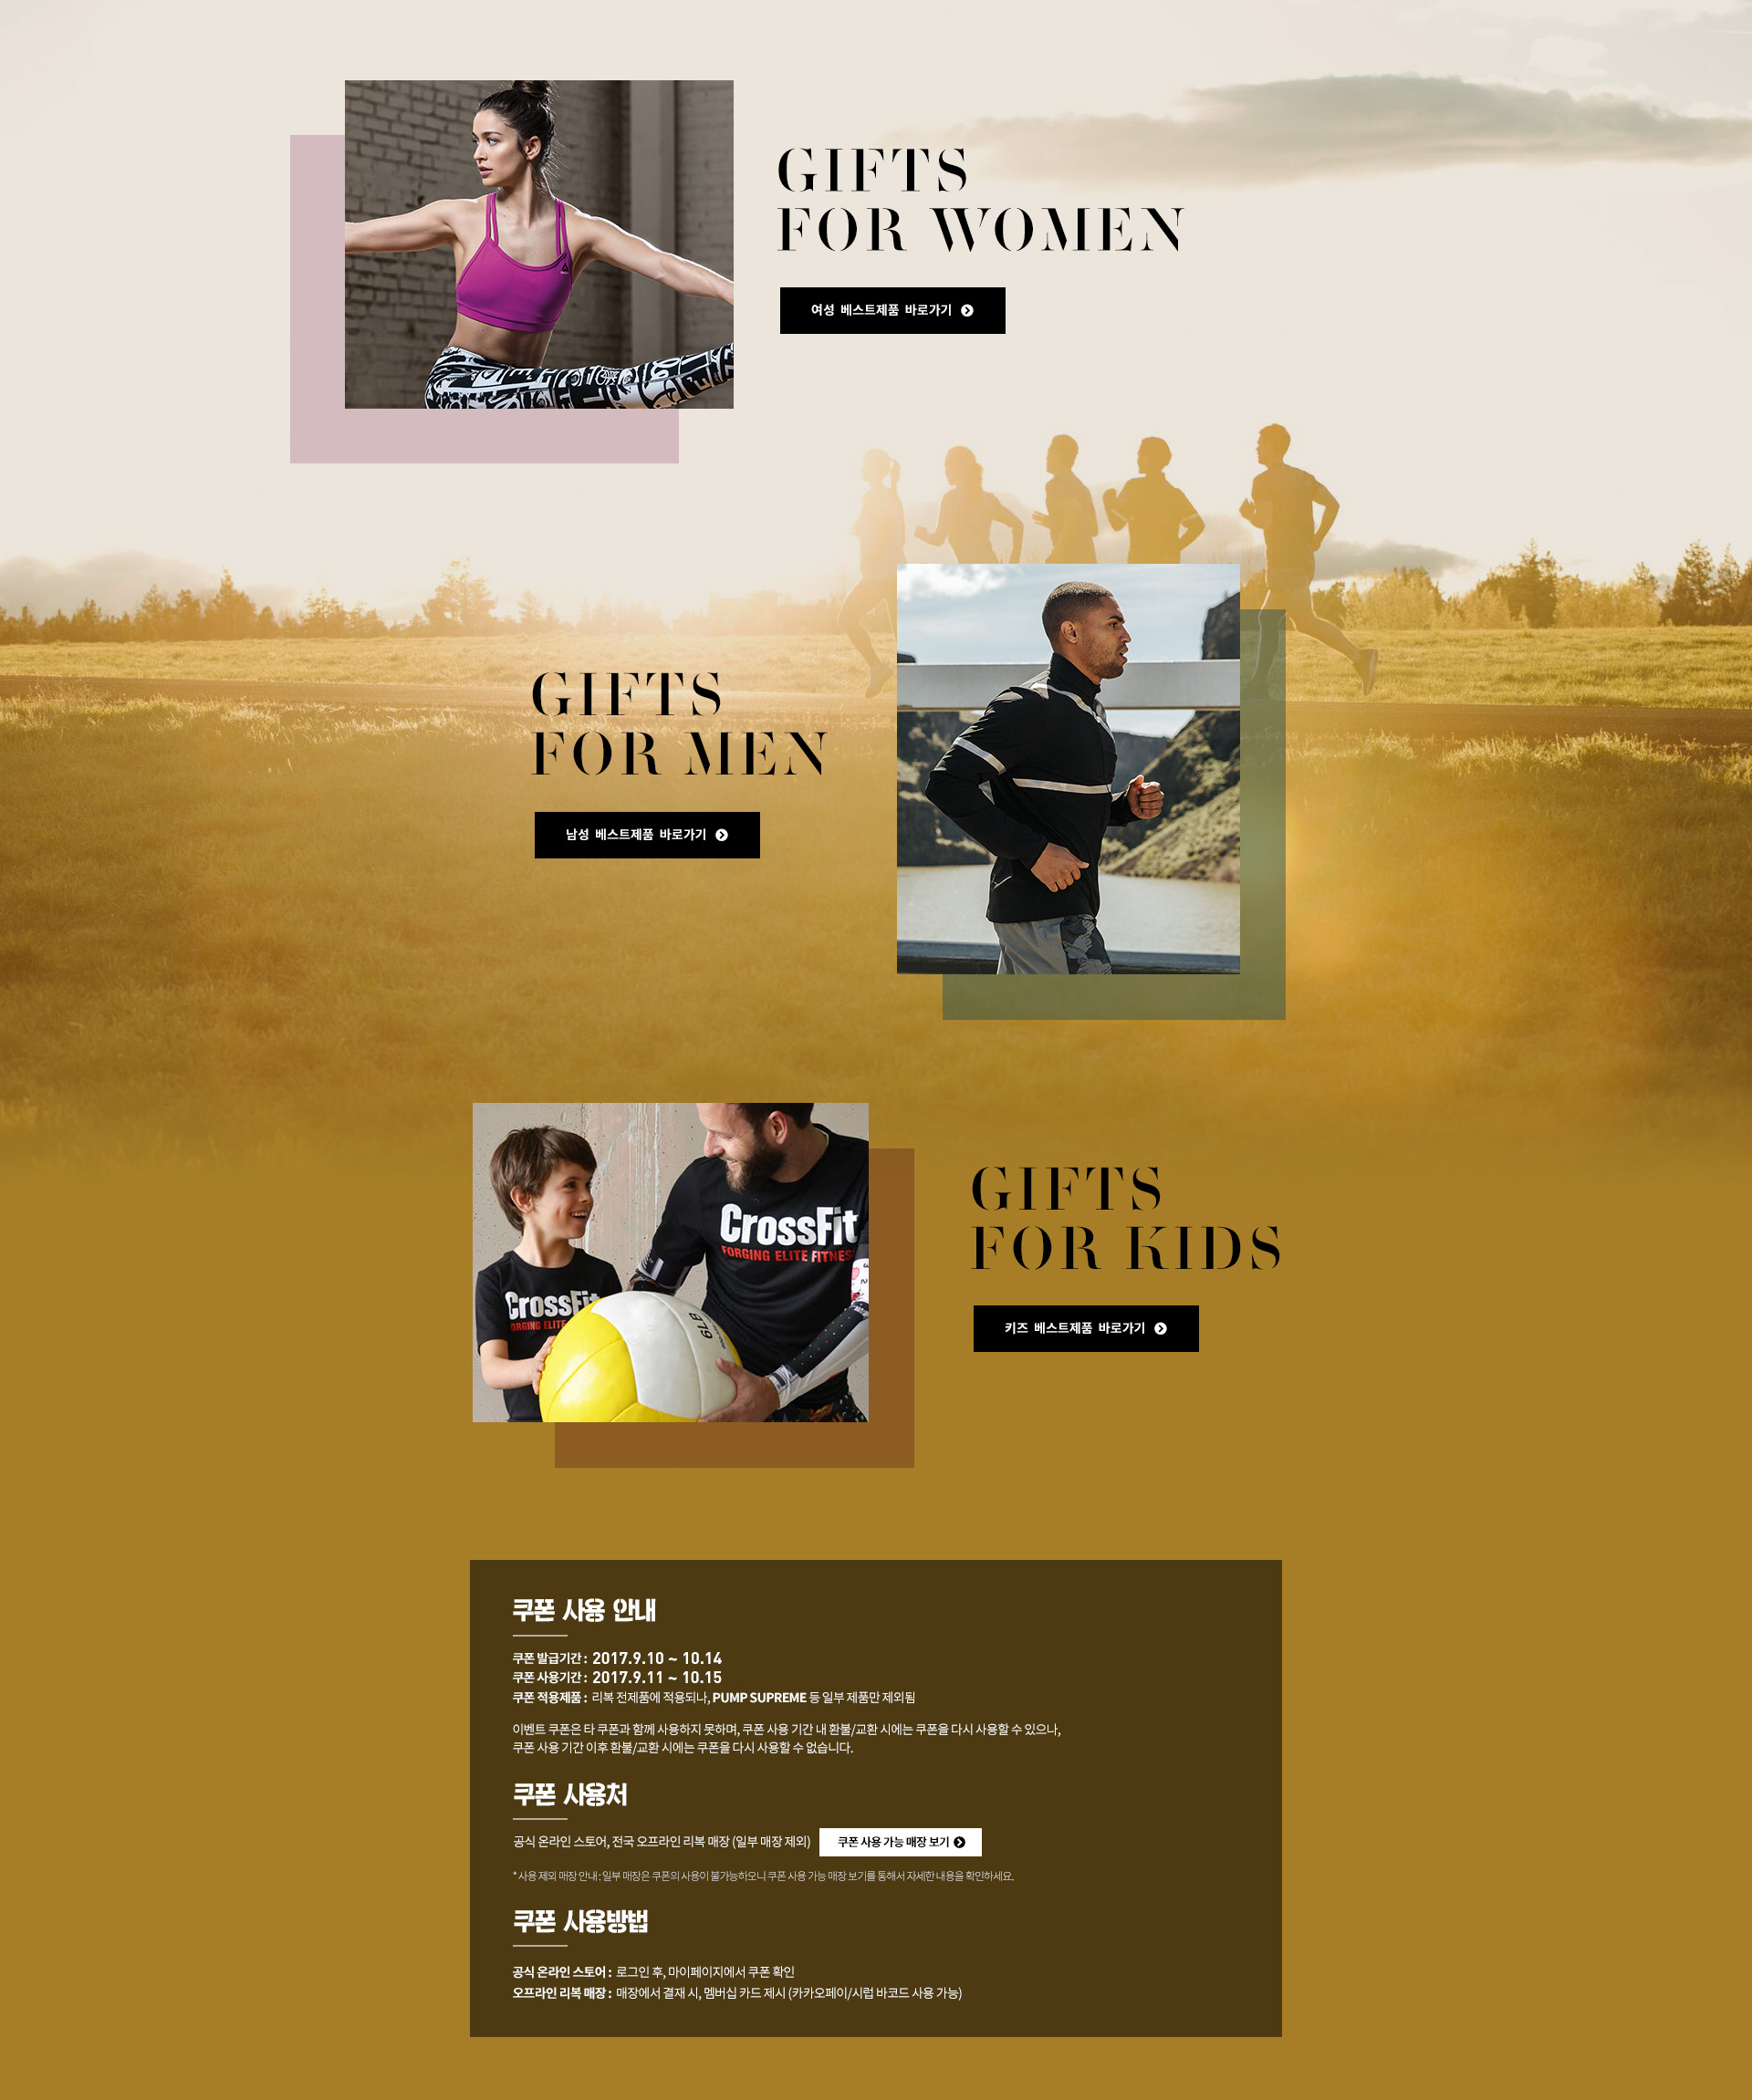 GIFTS
FOR WOMEN
여성 베스트제품 바로가기
GIFTS
FOR MEN
남성 베스트제품 바로가기
CrossFit
FORGING ELITE FITNESS
CrossFit
FORGING ELITE
6LB
GIFTS
FOR KIDS
키즈 베스트제품 바로가기
쿠폰 사용 안내
쿠폰 발급기간 : 2017.9.10 ~ 10.14
쿠폰 사용기간 : 2017.9.11 ~ 10.15
쿠폰 적용제품 : 리복 전제품에 적용되나, PUMP SUPREME 등 일부 제품만 제외됨
이벤트 쿠폰은 타 쿠폰과 함께 사용하지 못하며, 쿠폰 사용 기간 내 환불/교환 시에는 쿠폰을 다시 사용할 수 있으나,
쿠폰 사용 기간 이후 환불/교환 시에는 쿠폰을 다시 사용할 수 없습니다.
쿠폰 사용처
공식 온라인 스토어, 전국 오프라인 리복 매장 (일부 매장 제외) 쿠폰 사용 가능 매장 보기
* 사용 제외 매장 안내 : 일부 매장은 쿠폰의 사용이 불가능하오니 쿠폰 사용 가능 매장 보기를 통해서 자세한 내용을 확인하세요.
쿠폰 사용방법
공식 온라인 스토어 : 로그인 후, 마이페이지에서 쿠폰 확인
오프라인 리복 매장 : 매장에서 결재 시, 멤버십 카드 제시 (카카오페이/시럽 바코드 사용 가능)